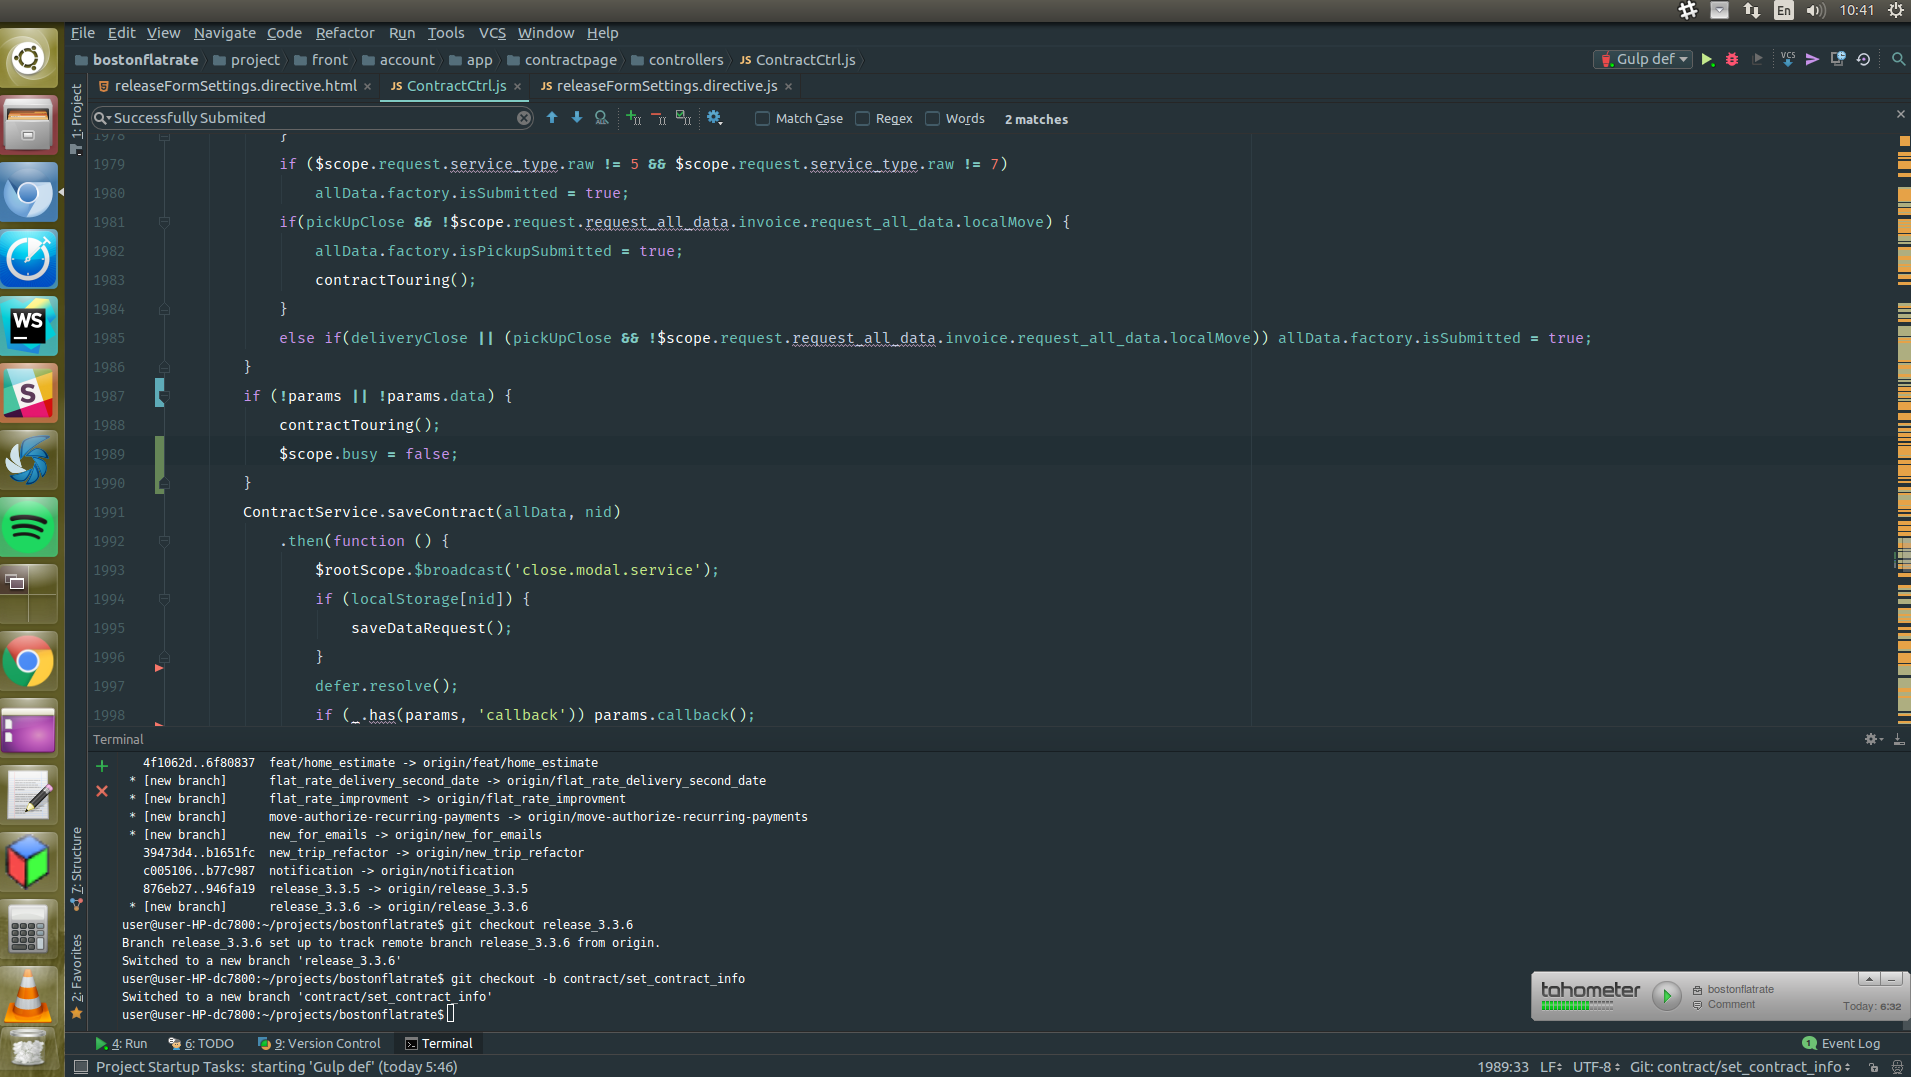 En 10:41
File Edit View Navigate Code Refactor Run Tools VCS Window Help
bostonflatrate project front account app contractpage controllers JS ContractCtrl.js Gulp def VCS
releaseFormSettings.directive.html × JS ContractCtrl.js × JS releaseFormSettings.directive.js ×
1: Project
Successfully Submited Match Case Regex Words 2 matches
1978 }
1979 if ($scope.request.service_type.raw != 5 && $scope.request.service_type.raw != 7)
1980 allData.factory.isSubmitted = true;
1981 if(pickUpClose && !$scope.request.request_all_data.invoice.request_all_data.localMove) {
1982 allData.factory.isPickupSubmitted = true;
1983 contractTouring();
1984 }
1985 else if(deliveryClose || (pickUpClose && !$scope.request.request_all_data.invoice.request_all_data.localMove)) allData.factory.isSubmitted = true;
1986 }
1987 if (!params || !params.data) {
1988 contractTouring();
1989 $scope.busy = false;
1990 }
1991 ContractService.saveContract(allData, nid)
1992 .then(function () {
1993 $rootScope.$broadcast('close.modal.service');
1994 if (localStorage[nid]) {
1995 saveDataRequest();
1996 }
1997 defer.resolve();
1998 if (_.has(params, 'callback')) params.callback();
WS
S
Terminal
4f1062d..6f80837 feat/home_estimate -> origin/feat/home_estimate
* [new branch] flat_rate_delivery_second_date -> origin/flat_rate_delivery_second_date
* [new branch] flat_rate_improvment -> origin/flat_rate_improvment
* [new branch] move-authorize-recurring-payments -> origin/move-authorize-recurring-payments
* [new branch] new_for_emails -> origin/new_for_emails
39473d4..b1651fc new_trip_refactor -> origin/new_trip_refactor
c005106..b77c987 notification -> origin/notification
876eb27..946fa19 release_3.3.5 -> origin/release_3.3.5
* [new branch] release_3.3.6 -> origin/release_3.3.6
user@user-HP-dc7800:~/projects/bostonflatrate$ git checkout release_3.3.6
Branch release_3.3.6 set up to track remote branch release_3.3.6 from origin.
Switched to a new branch 'release_3.3.6'
user@user-HP-dc7800:~/projects/bostonflatrate$ git checkout -b contract/set_contract_info
Switched to a new branch 'contract/set_contract_info'
user@user-HP-dc7800:~/projects/bostonflatrate$
7: Structure
2: Favorites
tahometer bostonflatrate
Comment
Today: 6:32
4: Run 6: TODO 9: Version Control Terminal 1 Event Log
Project Startup Tasks: starting 'Gulp def' (today 5:46) 1989:33 LF UTF-8 Git: contract/set_contract_info